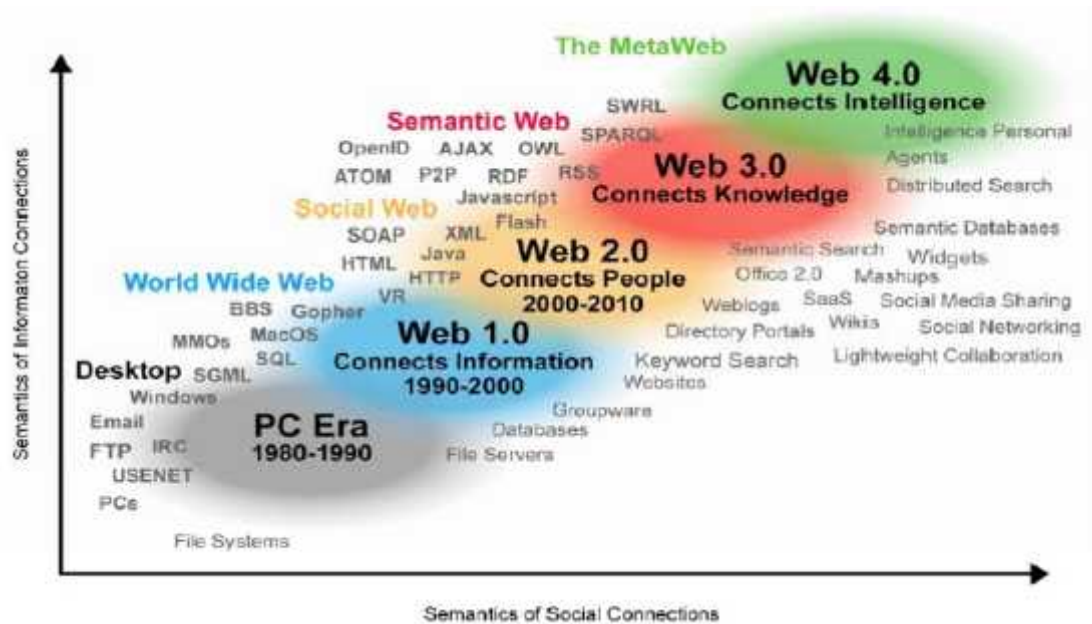 The MetaWeb
Web 4.0
Connects Intelligence
SWRL
Semantic Web
SPARQL
Intelligence Personal
Agents
OpenID AJAX OWL
Web 3.0
Connects Knowledge
ATOM P2P RDF RSS
Distributed Search
Javascript
Social Web
Flash
SOAP XML
Semantic Databases
Web 2.0
Connects People
2000-2010
HTML Java
HTTP
Semantic Search
Widgets
Office 2.0
Mashups
World Wide Web
VR
BBS Gopher
Weblogs
SaaS
Social Media Sharing
Web 1.0
Connects Information
1990-2000
MMOs MacOS
SQL
Directory Portals
Wikis
Social Networking
Keyword Search
Lightweight Collaboration
Desktop
SGML
Websites
Windows
Groupware
Email
PC Era
1980-1990
Databases
FTP IRC
File Servers
USENET
PCs
File Systems
Semantics of Informaton Connections
Semantics of Social Connections